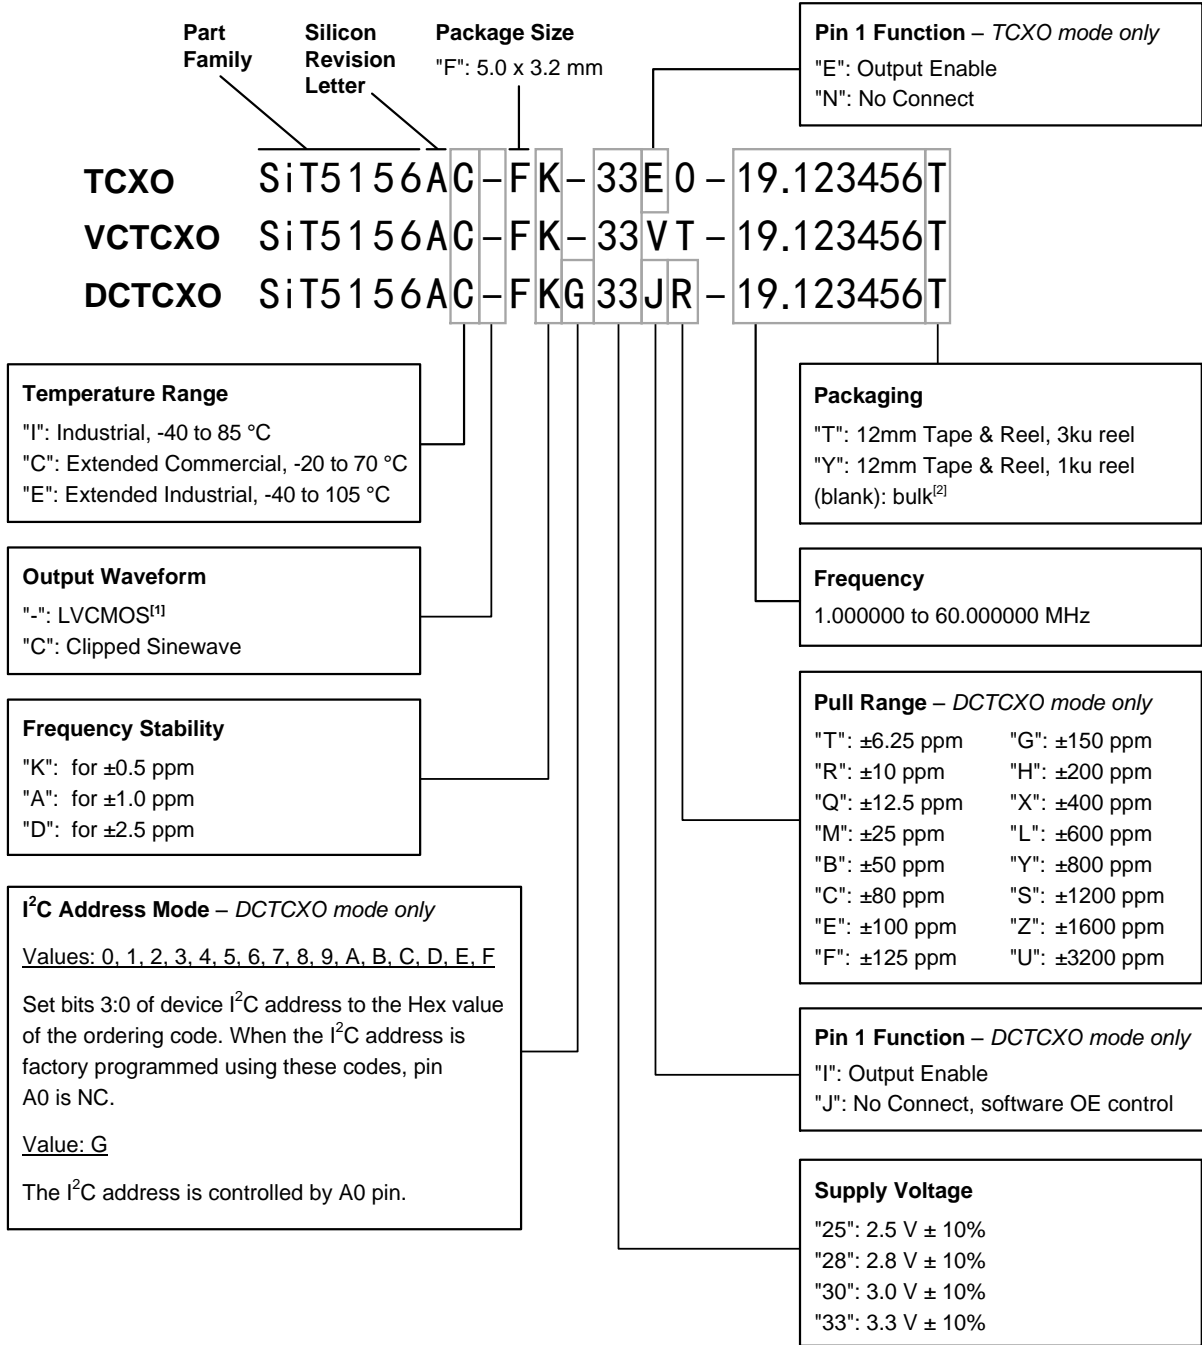 Part
Family
Silicon
Revision
Letter
Package Size
"F": 5.0 x 3.2 mm
Pin 1 Function – TCXO mode only
"E": Output Enable
"N": No Connect
TCXO SiT5156AC-FK-33E0-19.123456T
VCTCXO SiT5156AC-FK-33VT-19.123456T
DCTCXO SiT5156AC-FKG33JR-19.123456T
Temperature Range
"I": Industrial, -40 to 85 °C
"C": Extended Commercial, -20 to 70 °C
"E": Extended Industrial, -40 to 105 °C
Output Waveform
"-": LVCMOS[1]
"C": Clipped Sinewave
Frequency Stability
"K": for ±0.5 ppm
"A": for ±1.0 ppm
"D": for ±2.5 ppm
I2C Address Mode – DCTCXO mode only
Values: 0, 1, 2, 3, 4, 5, 6, 7, 8, 9, A, B, C, D, E, F
Set bits 3:0 of device I2C address to the Hex value
of the ordering code. When the I2C address is
factory programmed using these codes, pin
A0 is NC.
Value: G
The I2C address is controlled by A0 pin.
Packaging
"T": 12mm Tape & Reel, 3ku reel
"Y": 12mm Tape & Reel, 1ku reel
(blank): bulk[2]
Frequency
1.000000 to 60.000000 MHz
Pull Range – DCTCXO mode only
"T": ±6.25 ppm "G": ±150 ppm
"R": ±10 ppm "H": ±200 ppm
"Q": ±12.5 ppm "X": ±400 ppm
"M": ±25 ppm "L": ±600 ppm
"B": ±50 ppm "Y": ±800 ppm
"C": ±80 ppm "S": ±1200 ppm
"E": ±100 ppm "Z": ±1600 ppm
"F": ±125 ppm "U": ±3200 ppm
Pin 1 Function – DCTCXO mode only
"I": Output Enable
"J": No Connect, software OE control
Supply Voltage
"25": 2.5 V ± 10%
"28": 2.8 V ± 10%
"30": 3.0 V ± 10%
"33": 3.3 V ± 10%